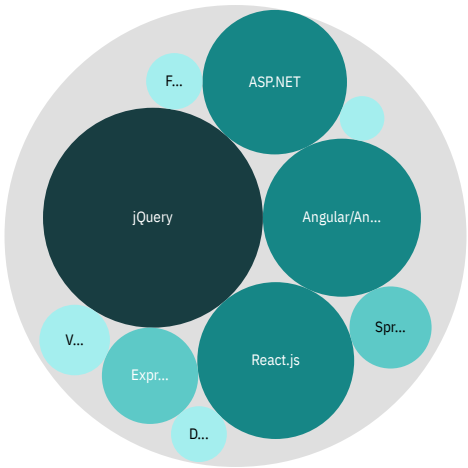 F...
ASP.NET
jQuery
Angular/An...
Spr...
V...
Expr...
React.js
D...